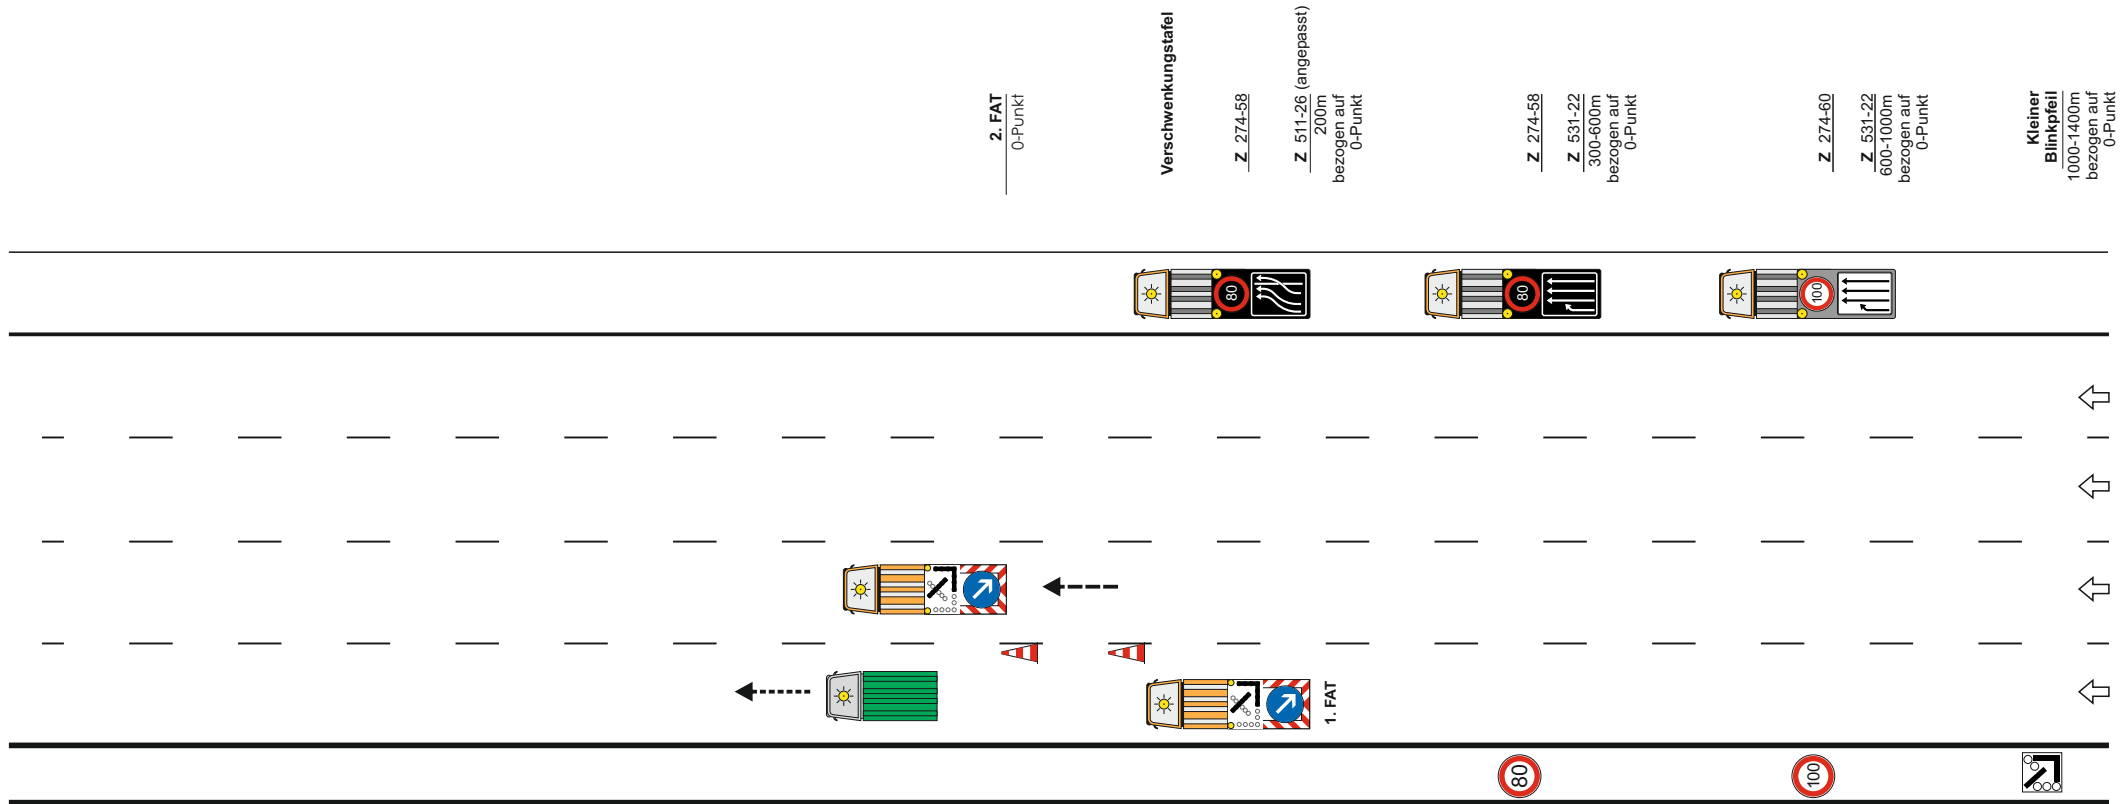 2. FAT
0-Punkt
Verschwenkungstafel
Z 274-58
Z 511-26 (angepasst)
200m
bezogen auf
0-Punkt
Z 274-58
Z 531-22
300-600m
bezogen auf
0-Punkt
Z 274-60
Z 531-22
600-1000m
bezogen auf
0-Punkt
Kleiner
Blinkpfeil
1000-1400m
bezogen auf
0-Punkt
80
80
100
1. FAT
80
100